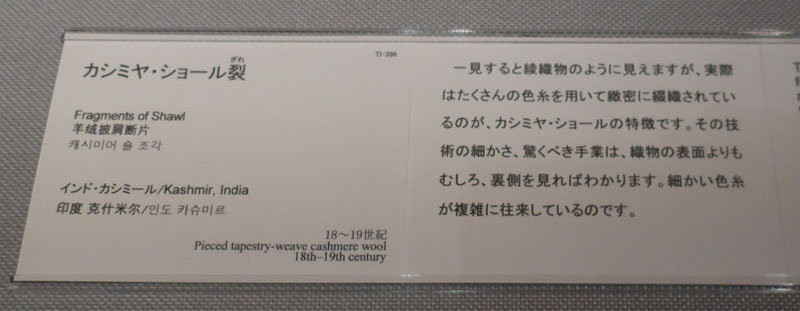 TI-396
ぎれ
カシミヤ・ショール裂
Fragments of Shawl
羊绒披肩断片
캐시미어 숄 조각
インド・カシミール/Kashmir, India
印度 克什米尔/인도 카슈미르
18～19世紀
Pieced tapestry-weave cashmere wool
18th–19th century
一見すると綾織物のように見えますが、実際
はたくさんの色糸を用いて緻密に綴織されてい
るのが、カシミヤ・ショールの特徴です。その技
術の細かさ、驚くべき手業は、織物の表面よりも
むしろ、裏側を見ればわかります。細かい色糸
が複雑に往来しているのです。